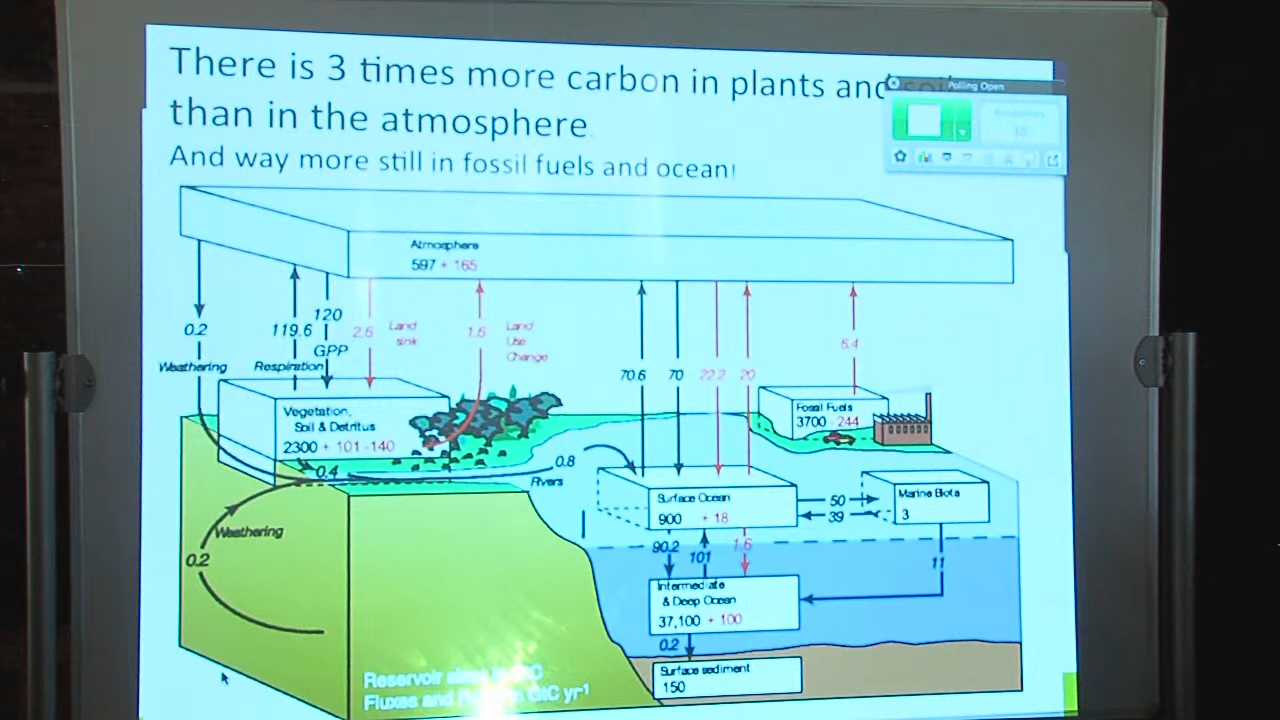 There is 3 times more carbon in plants and
than in the atmosphere
And way more still in fossil fuels and ocean!
Polling Open
Atmosphere
597 + 165
0.2
Weathering
119.6
Respiration
120
GPP
2.6
Land
sink
1.6
Land
Use
Change
70.6
70
22.2
20
6.4
Vegetation,
Soil & Detritus
2300 + 101 -140
Fossil Fuels
3700 - 244
0.4
0.8
Rivers
Weathering
0.2
Surface Ocean
900 + 18
50
39
Marine Biota
3
90.2
101
1.6
11
Intermediate
& Deep Ocean
37,100 + 100
0.2
Surface sediment
150
Reservoir
Fluxes and GtC yr-1